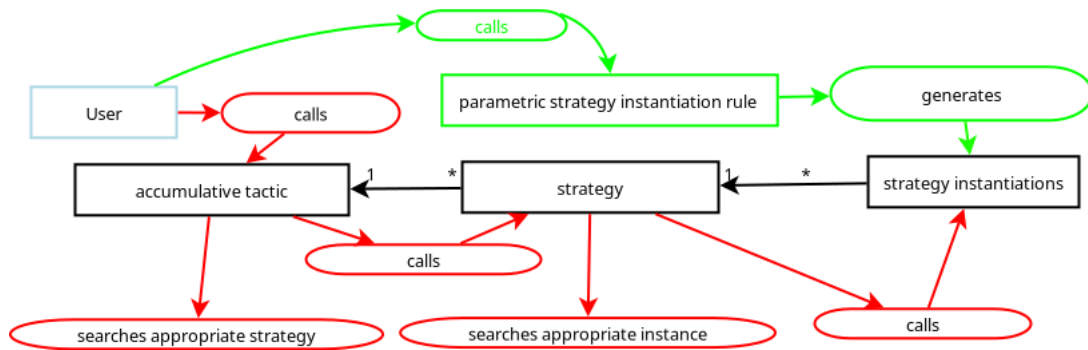 calls
parametric strategy instantiation rule
generates
User
calls
accumulative tactic
1
*
strategy
1
*
strategy instantiations
calls
calls
searches appropriate strategy
searches appropriate instance